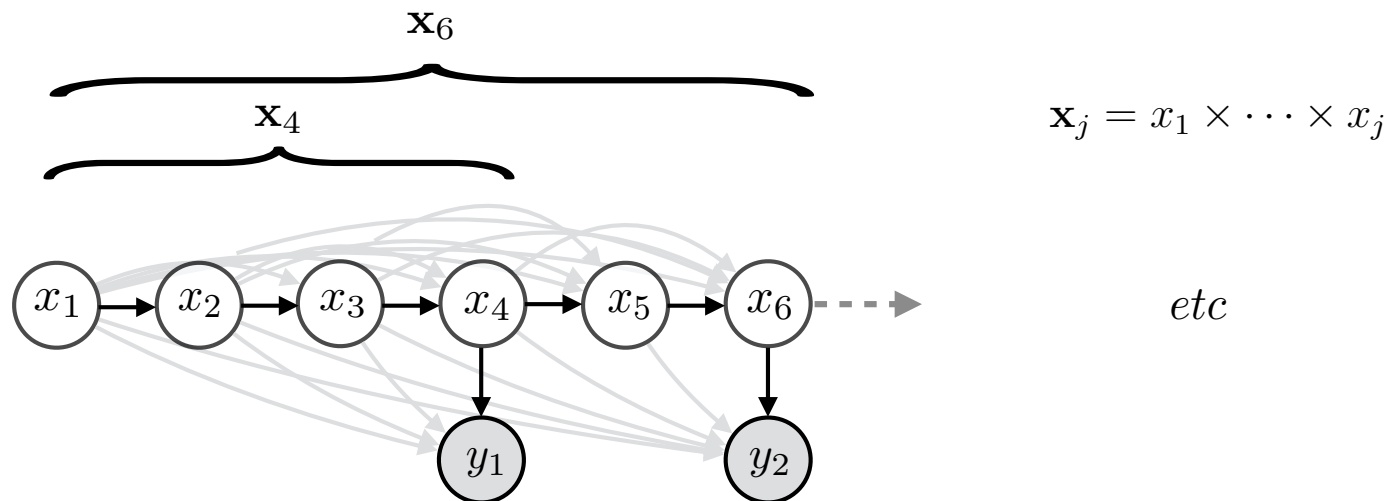 𝐱₆
𝐱₄
𝐱ⱼ = x₁ × ⋯ × xⱼ
x₁ x₂ x₃ x₄ x₅ x₆
etc
y₁ y₂